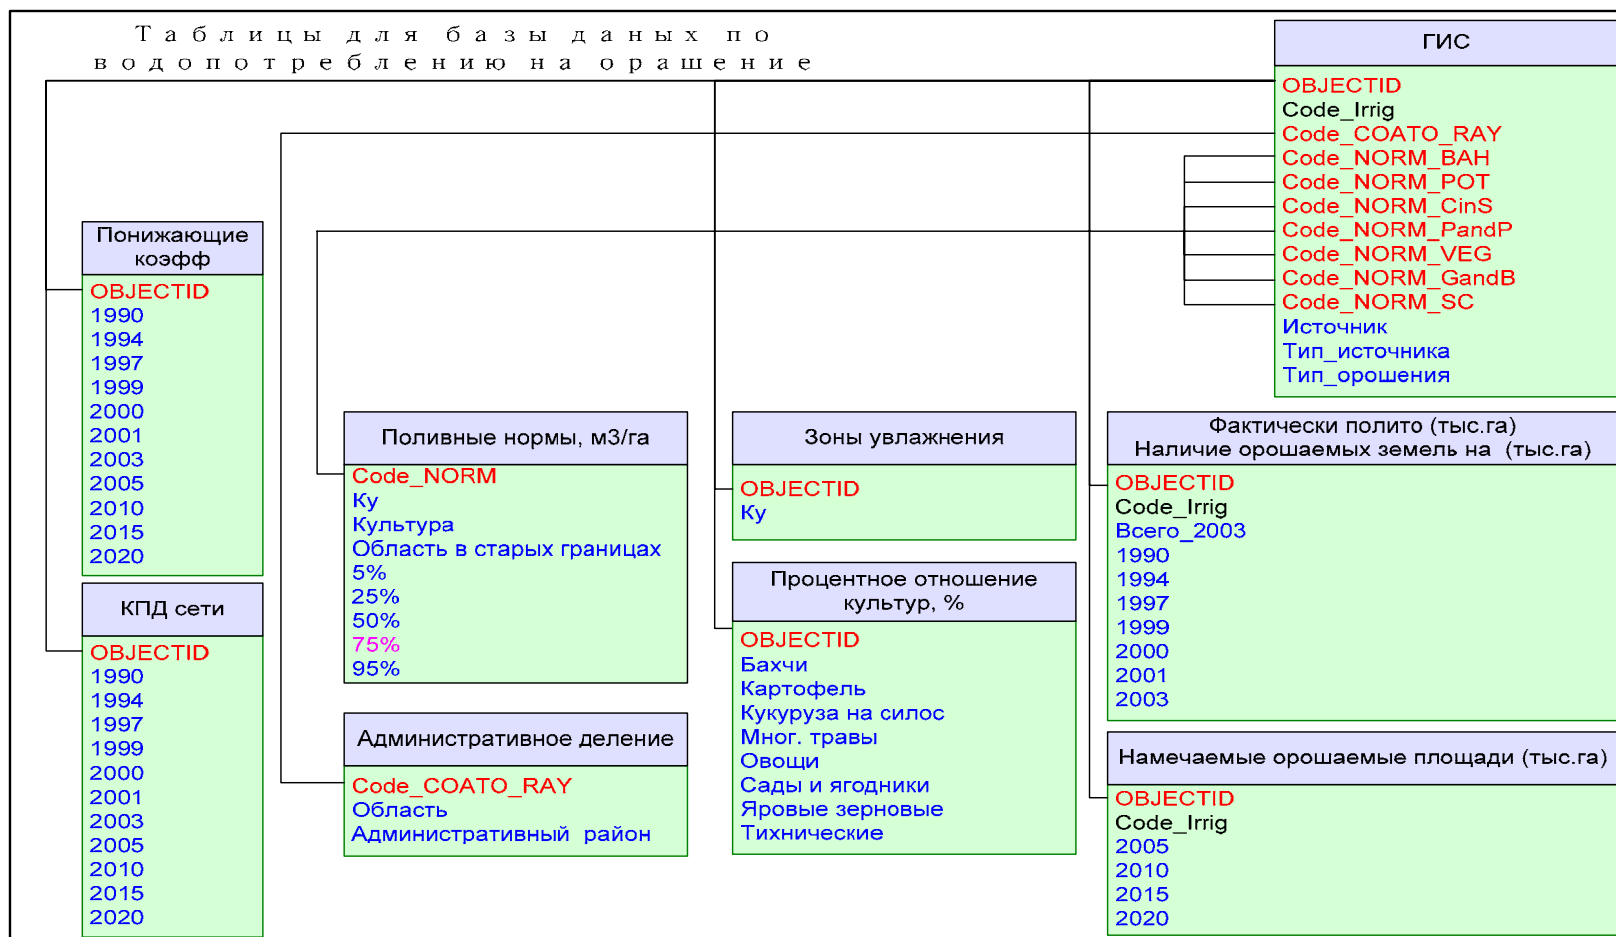 Таблицы для базы даных по
водопотреблению на орашение
ГИС
OBJECTID
Code_Irrig
Code_COATO_RAY
Code_NORM_BAH
Code_NORM_POT
Code_NORM_CinS
Code_NORM_PandP
Code_NORM_VEG
Code_NORM_GandB
Code_NORM_SC
Источник
Тип_источника
Тип_орошения
Понижающие
коэфф
OBJECTID
1990
1994
1997
1999
2000
2001
2003
2005
2010
2015
2020
КПД сети
OBJECTID
1990
1994
1997
1999
2000
2001
2003
2005
2010
2015
2020
Поливные нормы, м3/га
Code_NORM
Ку
Культура
Область в старых границах
5%
25%
50%
75%
95%
Административное деление
Code_COATO_RAY
Область
Административный район
Зоны увлажнения
OBJECTID
Ку
Процентное отношение
культур, %
OBJECTID
Бахчи
Картофель
Кукуруза на силос
Мног. травы
Овощи
Сады и ягодники
Яровые зерновые
Тихнические
Фактически полито (тыс.га)
Наличие орошаемых земель на (тыс.га)
OBJECTID
Code_Irrig
Всего_2003
1990
1994
1997
1999
2000
2001
2003
Намечаемые орошаемые площади (тыс.га)
OBJECTID
Code_Irrig
2005
2010
2015
2020